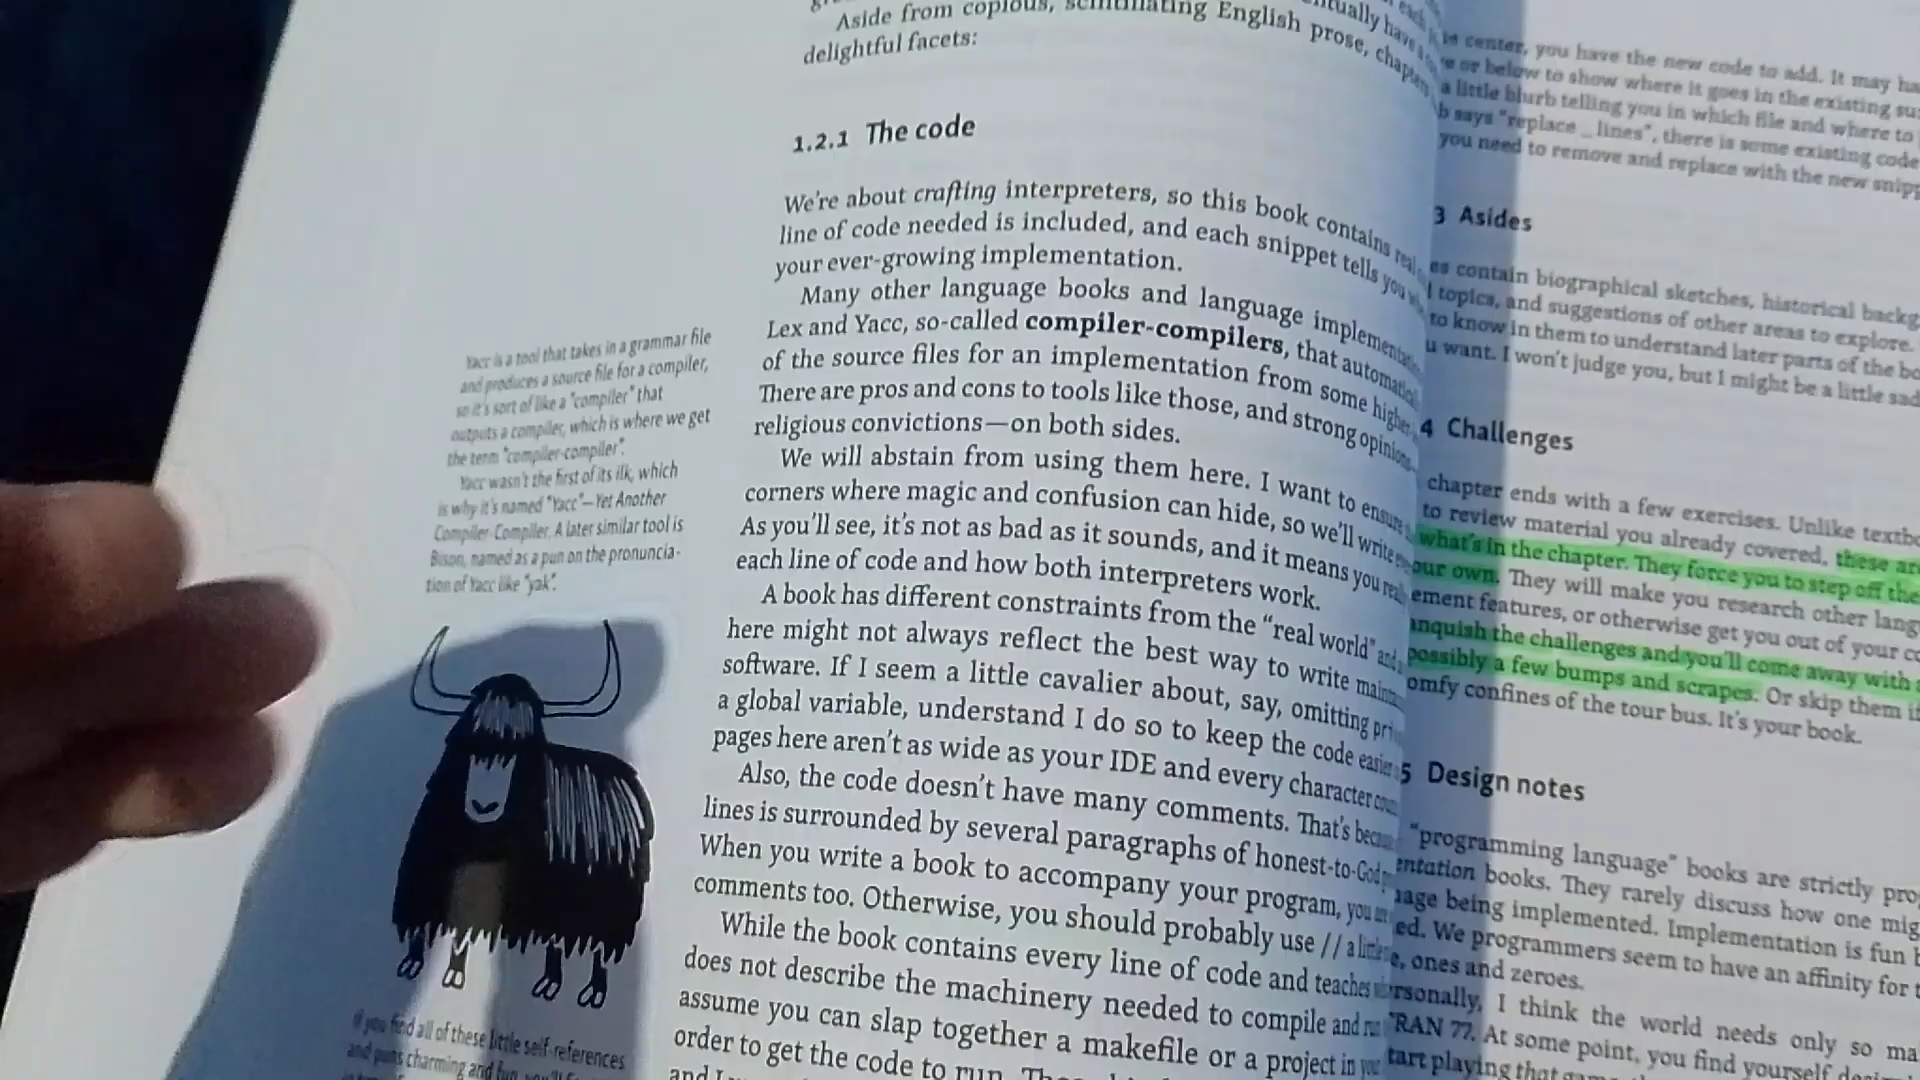 Aside from copious, scintillating English prose, chapters
delightful facets:
1.2.1 The code
We're about crafting interpreters, so this book contains real
line of code needed is included, and each snippet tells you
your ever-growing implementation.
Many other language books and language
Lex and Yacc, so-called compiler-compilers, that
of the source files for an implementation from some
There are pros and cons to tools like those, and strong opinions
religious convictions—on both sides.
We will abstain from using them here. I want to ensure
corners where magic and confusion can hide, so we'll write
As you'll see, it's not as bad as it sounds, and it means you
each line of code and how both interpreters work.
A book has different constraints from the "real world" and
here might not always reflect the best way to write
software. If I seem a little cavalier about, say, omitting
a global variable, understand I do so to keep the code easier
pages here aren't as wide as your IDE and every character
Also, the code doesn't have many comments. That's
lines is surrounded by several paragraphs of honest-to-God
When you write a book to accompany your program, you
comments too. Otherwise, you should probably use // a
While the book contains every line of code and teaches
does not describe the machinery needed to compile and
assume you can slap together a makefile or a project in
order to get the code to run.
and
Yacc is a tool that takes in a grammar file
and produces a source file for a compiler,
so it's sort of like a "compiler" that
outputs a compiler, which is where we get
the term "compiler-compiler".
Yacc wasn't the first of its ilk, which
is why it's named "Yacc"—Yet Another
Compiler-Compiler. A later similar tool is
Bison, named as a pun on the pronuncia-
tion of Yacc like "yak".
If you find all of these little self-references
and puns charming and fun,
center, you have the new code to add. It may
or below to show where it goes in the existing
a little blurb telling you in which file and where to
says "replace _ lines", there is some existing code
you need to remove and replace with the new
3 Asides
contain biographical sketches, historical
topics, and suggestions of other areas to explore.
to know in them to understand later parts of the
want. I won't judge you, but I might be a little sad
4 Challenges
chapter ends with a few exercises. Unlike
to review material you already covered, these
what's in the chapter. They force you to step off the
our own. They will make you research other
features, or otherwise get you out of your
the challenges and you'll come away with
possibly a few bumps and scrapes. Or skip them
confines of the tour bus. It's your book.
5 Design notes
"programming language" books are strictly
books. They rarely discuss how one
being implemented. Implementation is fun
We programmers seem to have an affinity for
ones and zeroes.
I think the world needs only so
77. At some point, you find yourself
playing that